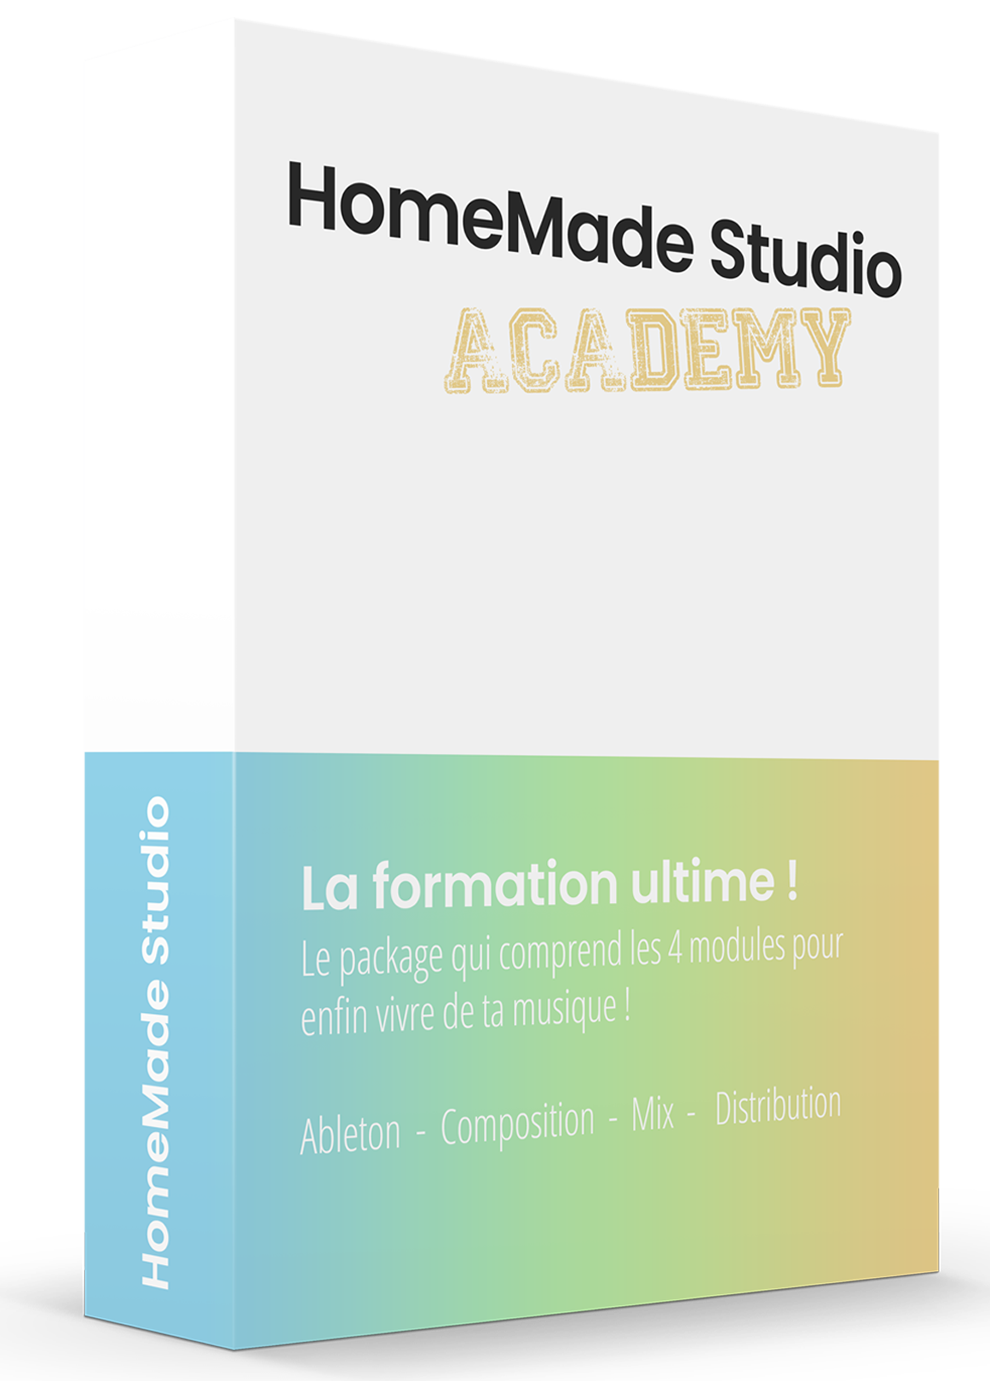 HomeMade Studio
ACADEMY
La formation ultime !
Le package qui comprend les 4 modules pour
enfin vivre de ta musique !
Ableton - Composition - Mix - Distribution
HomeMade Studio